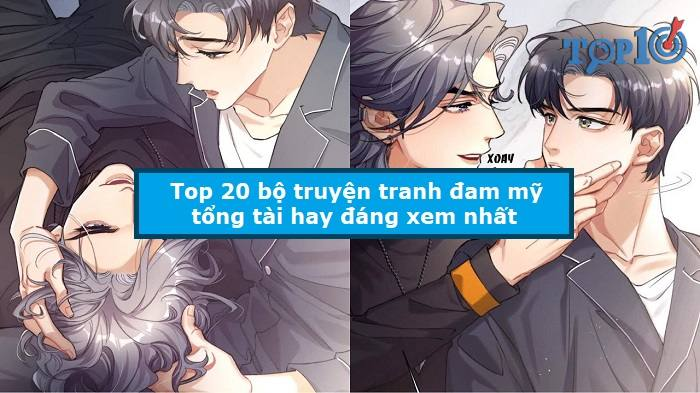 TOP10
XOAY
Top 20 bộ truyện tranh đam mỹ
tổng tài hay đáng xem nhất